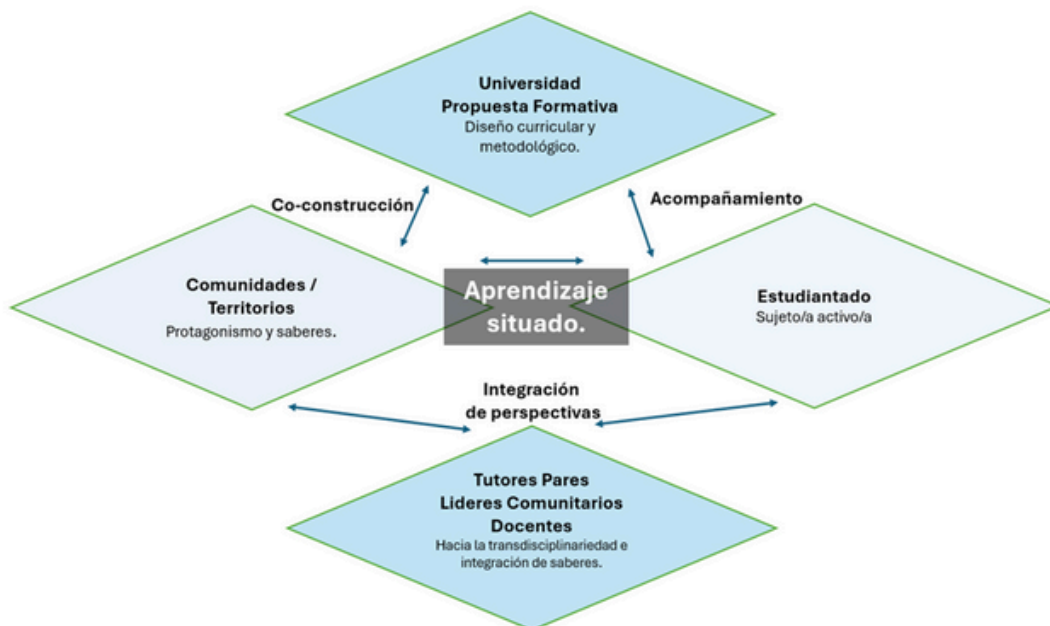 Universidad
Propuesta Formativa
Diseño curricular y
metodológico.
Co-construcción
Acompañamiento
Comunidades /
Territorios
Protagonismo y saberes.
Aprendizaje
situado.
Estudiantado
Sujeto/a activo/a
Integración
de perspectivas
Tutores Pares
Lideres Comunitarios
Docentes
Hacia la transdisciplinariedad e
integración de saberes.